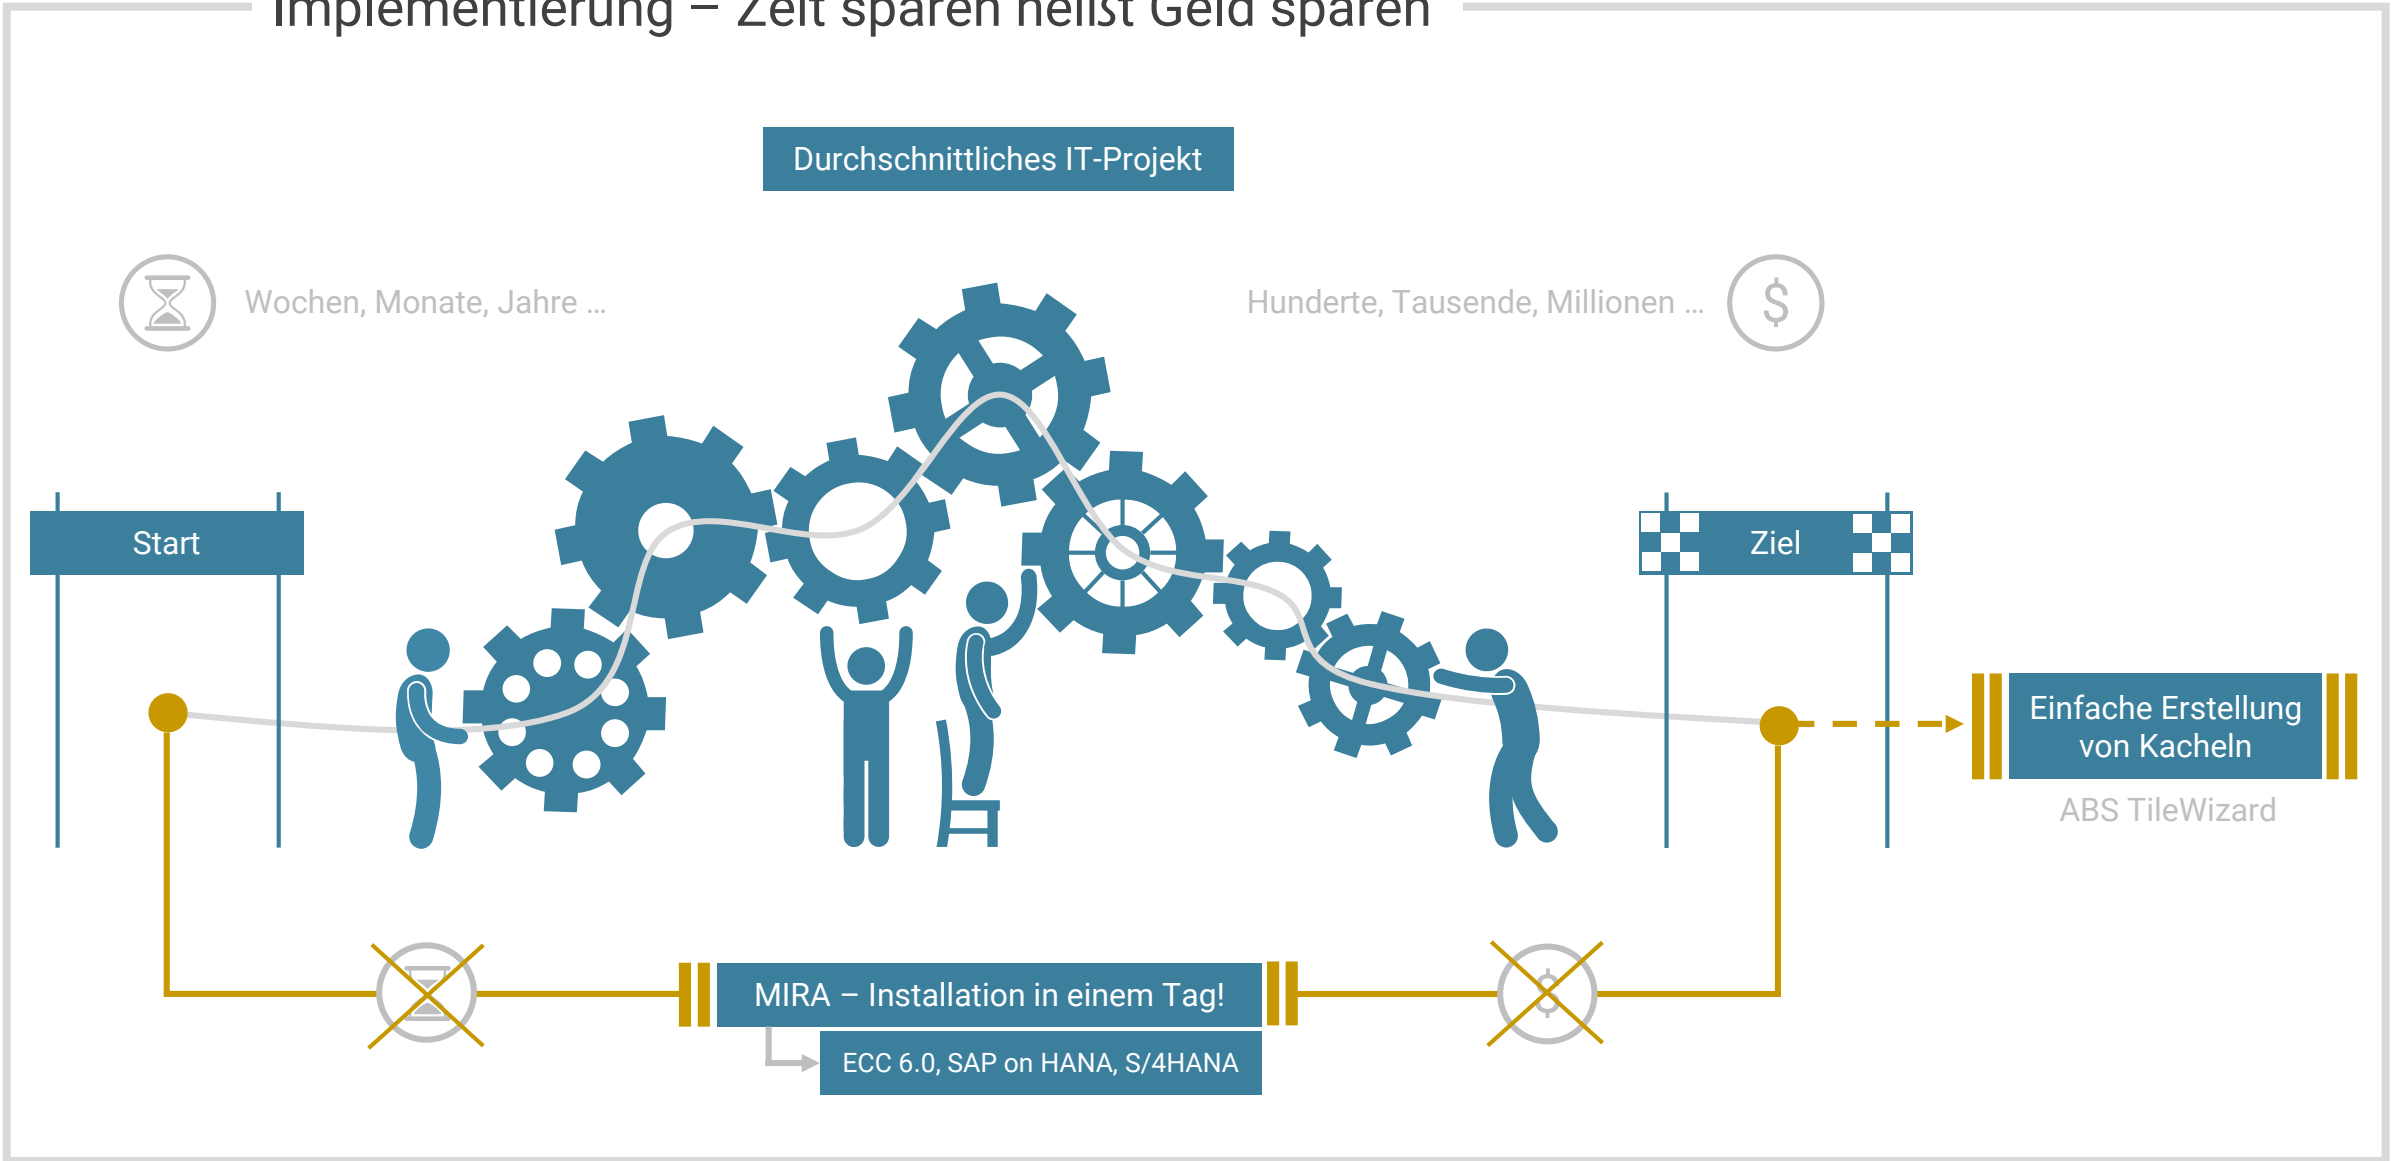 Implementierung – Zeit sparen heißt Geld sparen
Durchschnittliches IT-Projekt
Wochen, Monate, Jahre ...
Hunderte, Tausende, Millionen ...
$
Start
Ziel
Einfache Erstellung
von Kacheln
ABS TileWizard
MIRA – Installation in einem Tag!
$
ECC 6.0, SAP on HANA, S/4HANA